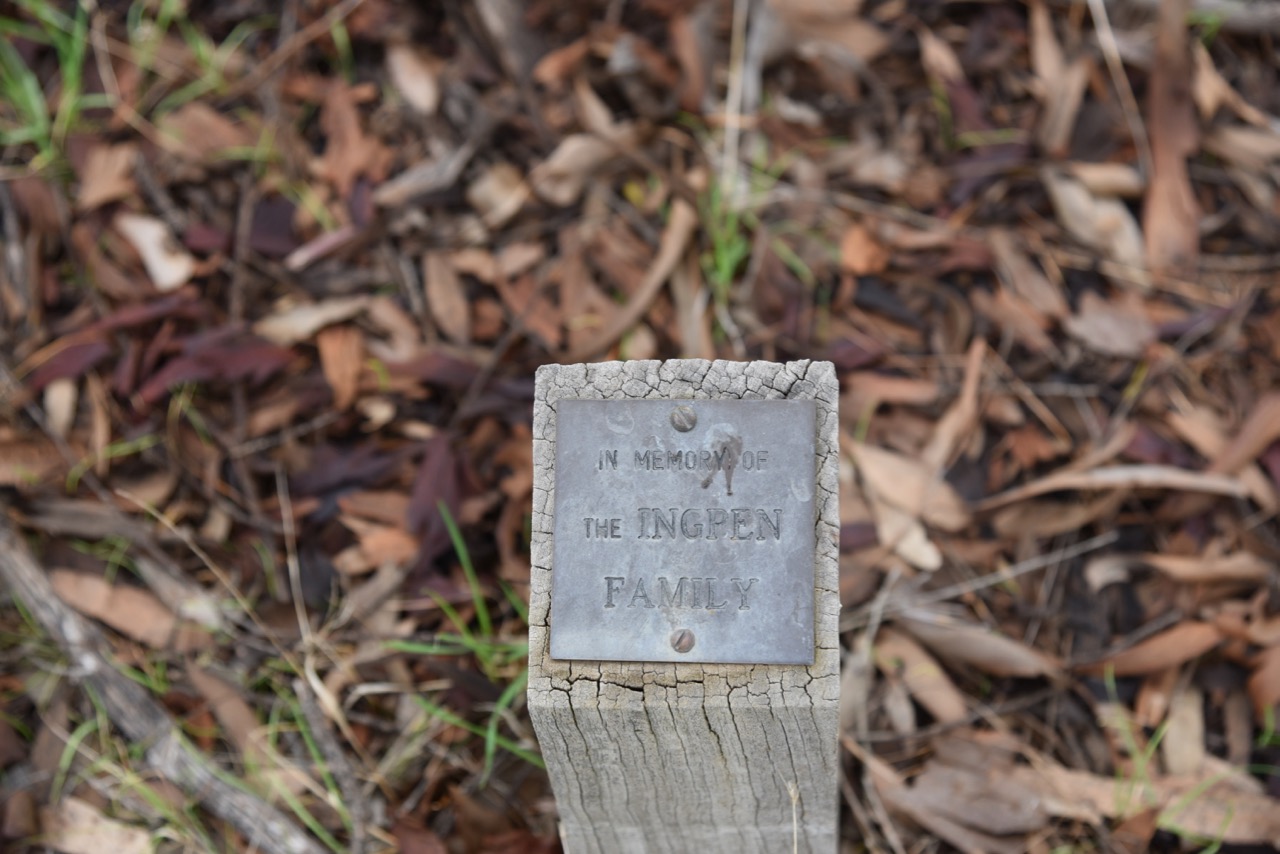 IN MEMORY OF
THE INGPEN
FAMILY